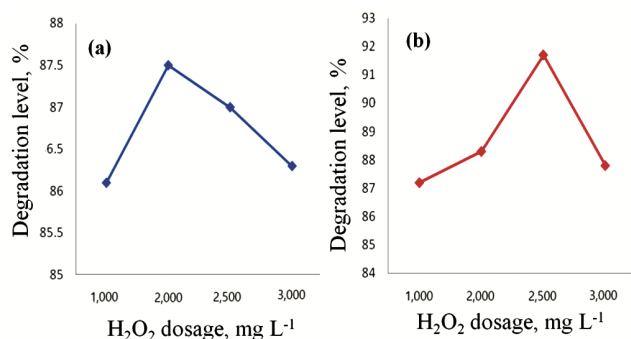 (a)
Degradation level, %
88
87.5
87
6.5
86
85.5
85
1,000 2,000 2,500 3,000
H₂O₂ dosage, mg L⁻¹
(b)
Degradation level, %
93
92
91
90
89
88
87
86
85
84
1,000 2,000 2,500 3,000
H₂O₂ dosage, mg L⁻¹